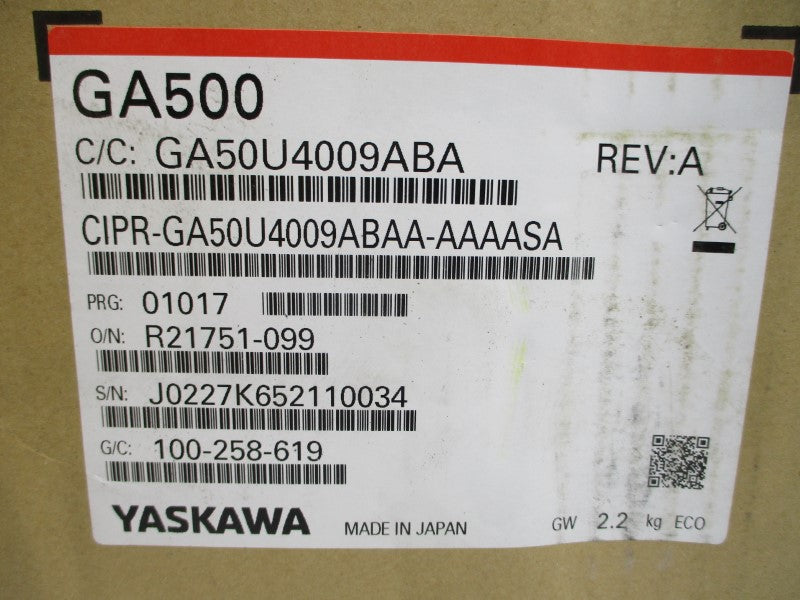 GA500
C/C: GA50U4009ABA REV:A
CIPR-GA50U4009ABAA-AAAASA
PRG: 01017
O/N: R21751-099
S/N: J0227K652110034
G/C: 100-258-619
YASKAWA MADE IN JAPAN GW 2.2 kg ECO